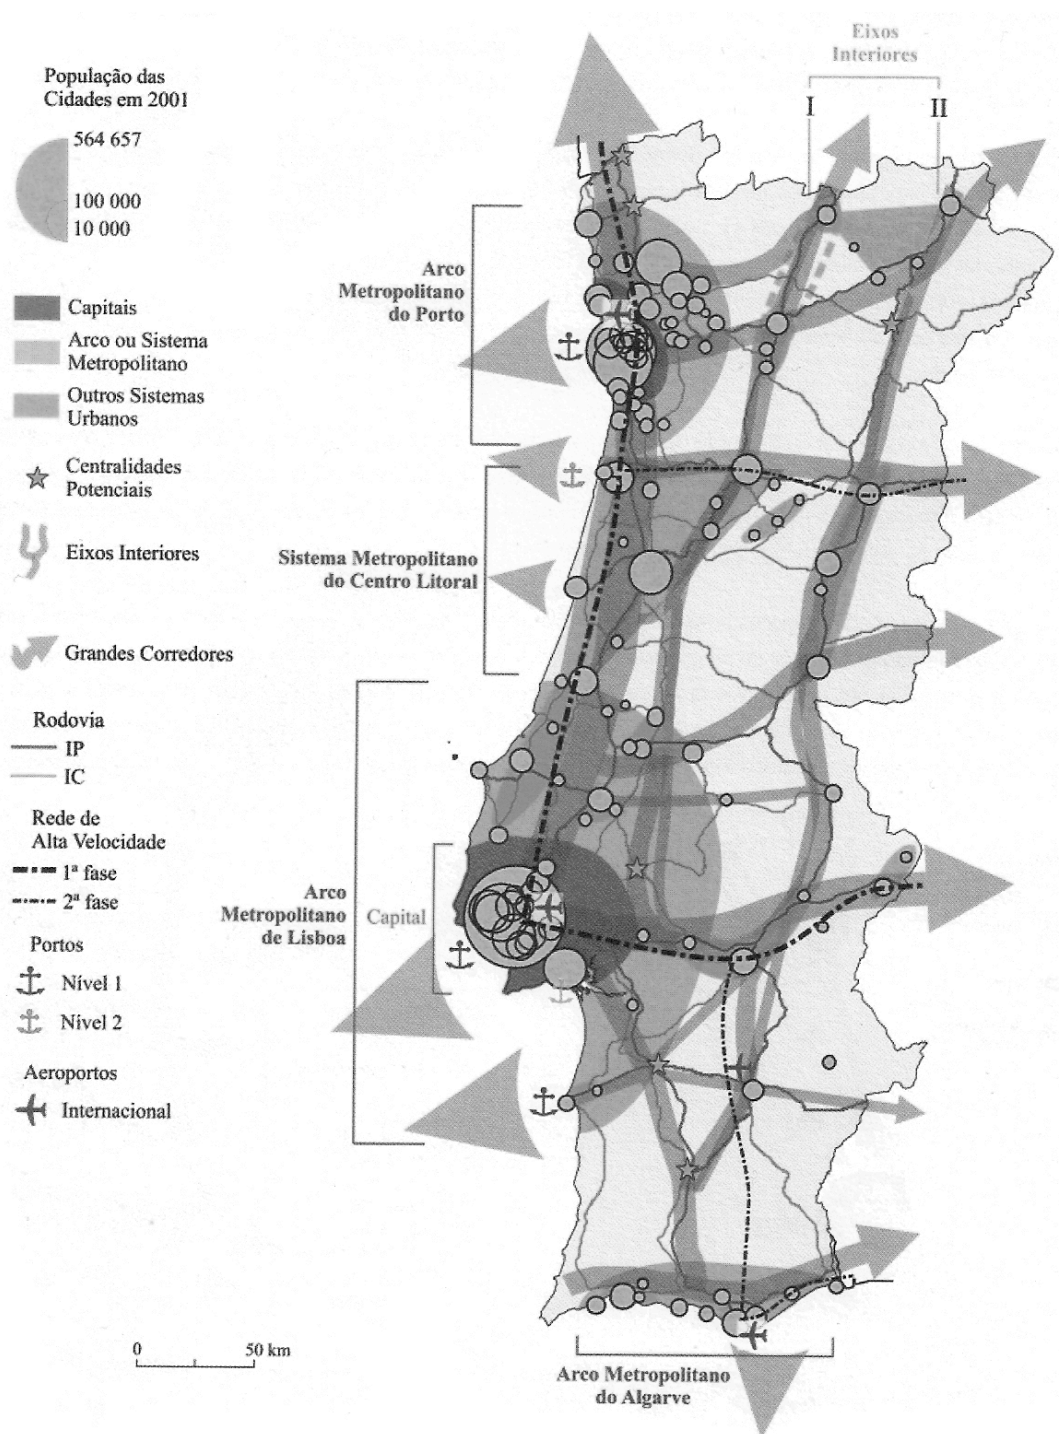 Eixos
Interiores
I
II
População das
Cidades em 2001
564 657
100 000
10 000
Capitais
Arco ou Sistema
Metropolitano
Outros Sistemas
Urbanos
Centralidades
Potenciais
Eixos Interiores
Grandes Corredores
Rodovia
IP
IC
Rede de
Alta Velocidade
1ª fase
2ª fase
Portos
Nível 1
Nível 2
Aeroportos
Internacional
Arco
Metropolitano
do Porto
Sistema Metropolitano
do Centro Litoral
Arco
Metropolitano
de Lisboa
Capital
0
50 km
Arco Metropolitano
do Algarve